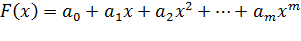 F(x) = a₀ + a₁x + a₂x² + ⋯ + aₘxᵐ